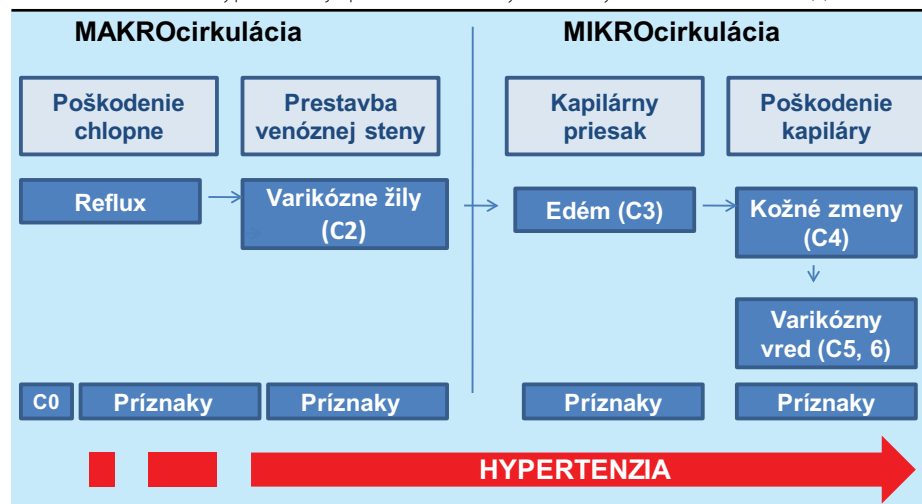 MAKROcirkulácia
MIKROcirkulácia
Poškodenie
chlopne
Prestavba
venóznej steny
Kapilárny
priesak
Poškodenie
kapiláry
Reflux
Varikózne žily
(C2)
Edém (C3)
Kožné zmeny
(C4)
Varikózny
vred (C5, 6)
C0
Príznaky
Príznaky
Príznaky
Príznaky
HYPERTENZIA